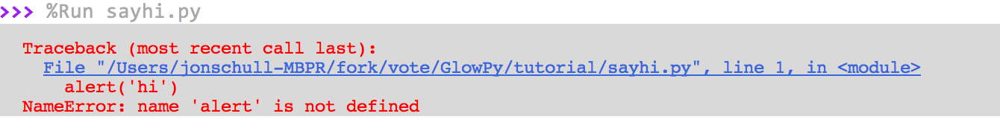 >>> %Run sayhi.py
Traceback (most recent call last):
File "/Users/jonschull-MBPR/fork/vote/GlowPy/tutorial/sayhi.py", line 1, in <module>
alert('hi')
NameError: name 'alert' is not defined